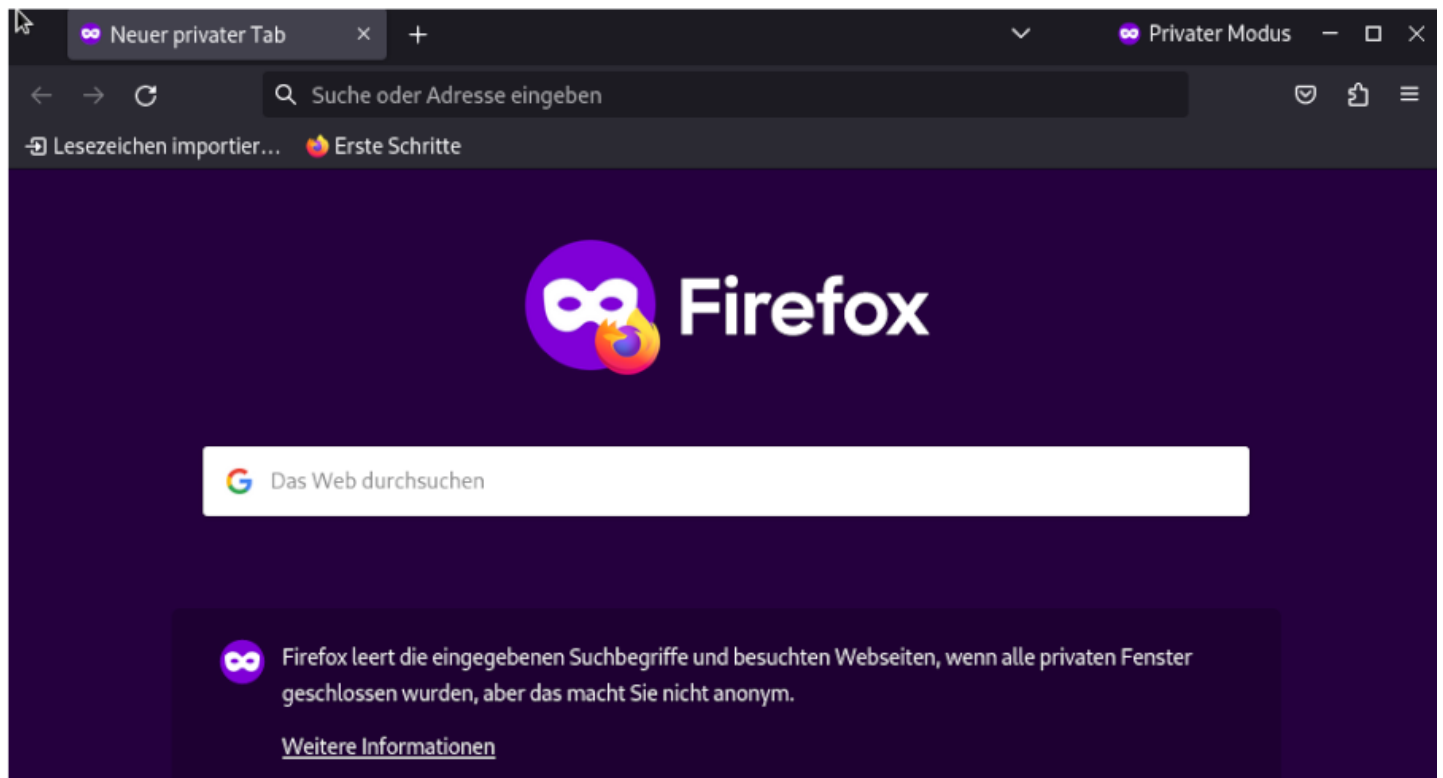 Neuer privater Tab
Privater Modus
Suche oder Adresse eingeben
Lesezeichen importier…
Erste Schritte
Firefox
Das Web durchsuchen
Firefox leert die eingegebenen Suchbegriffe und besuchten Webseiten, wenn alle privaten Fenster
geschlossen wurden, aber das macht Sie nicht anonym.
Weitere Informationen